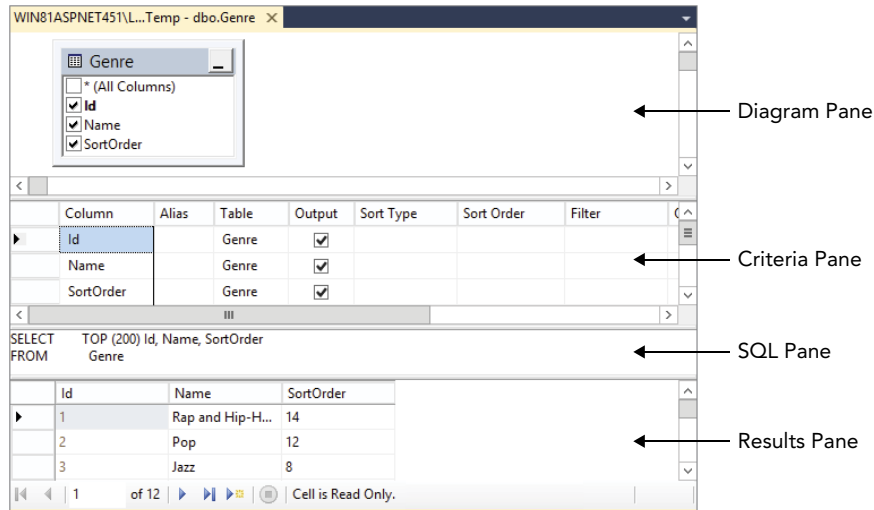 WIN81ASPNET451\L...Temp - dbo.Genre
Genre
* (All Columns)
Id
Name
SortOrder
Diagram Pane
Column Alias Table Output Sort Type Sort Order Filter
Id Genre
Name Genre
SortOrder Genre
Criteria Pane
SELECT TOP (200) Id, Name, SortOrder
FROM Genre
SQL Pane
Id Name SortOrder
1 Rap and Hip-H... 14
2 Pop 12
3 Jazz 8
Results Pane
1 of 12 Cell is Read Only.